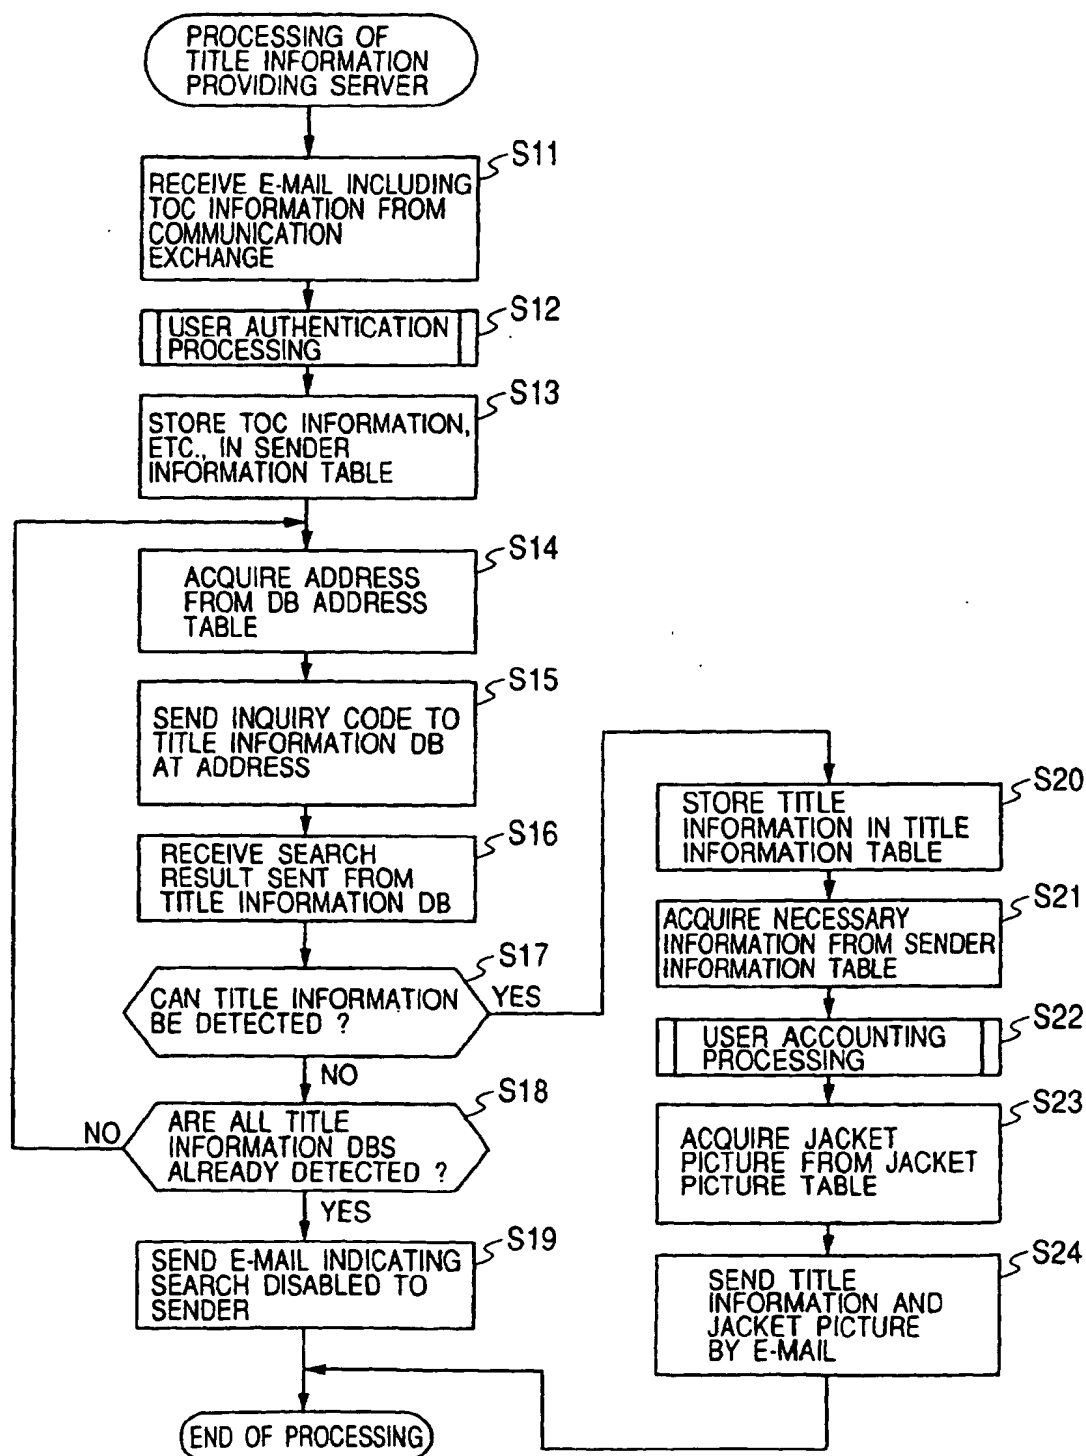 PROCESSING OF
TITLE INFORMATION
PROVIDING SERVER
S11
RECEIVE E-MAIL INCLUDING
TOC INFORMATION FROM
COMMUNICATION
EXCHANGE
S12
USER AUTHENTICATION
PROCESSING
S13
STORE TOC INFORMATION,
ETC., IN SENDER
INFORMATION TABLE
S14
ACQUIRE ADDRESS
FROM DB ADDRESS
TABLE
S15
SEND INQUIRY CODE TO
TITLE INFORMATION DB
AT ADDRESS
S16
RECEIVE SEARCH
RESULT SENT FROM
TITLE INFORMATION DB
S17
CAN TITLE INFORMATION
BE DETECTED ?
YES
NO
S18
ARE ALL TITLE
INFORMATION DBS
ALREADY DETECTED ?
NO
YES
S19
SEND E-MAIL INDICATING
SEARCH DISABLED TO
SENDER
END OF PROCESSING
S20
STORE TITLE
INFORMATION IN TITLE
INFORMATION TABLE
S21
ACQUIRE NECESSARY
INFORMATION FROM SENDER
INFORMATION TABLE
S22
USER ACCOUNTING
PROCESSING
S23
ACQUIRE JACKET
PICTURE FROM JACKET
PICTURE TABLE
S24
SEND TITLE
INFORMATION AND
JACKET PICTURE
BY E-MAIL